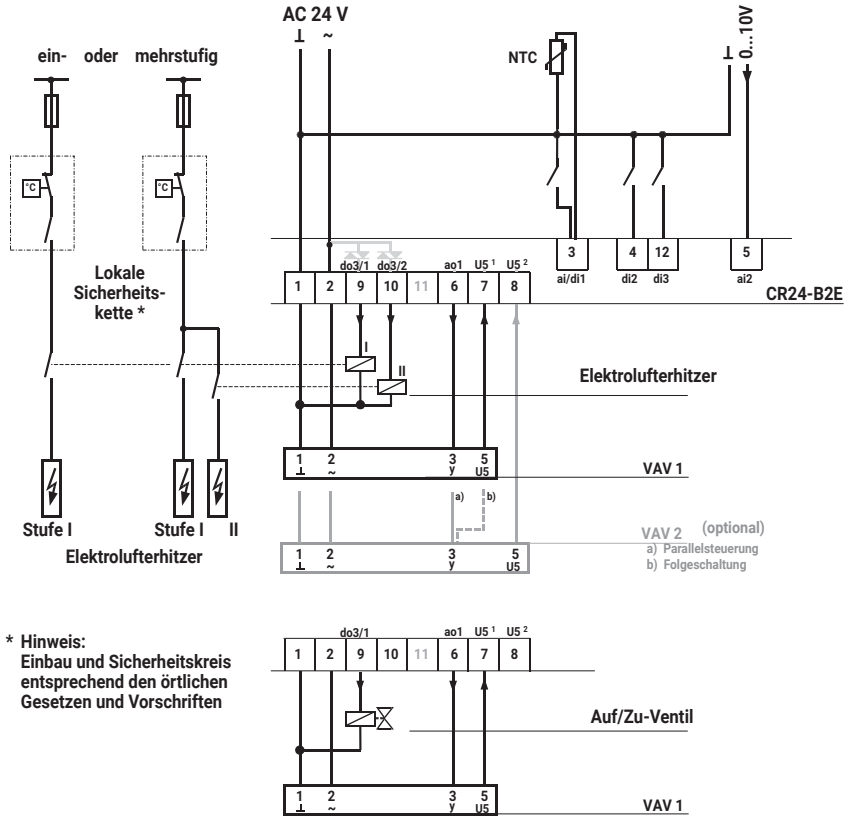 AC 24 V
⊥ ~
ein- oder mehrstufig
NTC
⊥ 0...10V
°C °C
Lokale
Sicherheits-
kette *
do3/1 do3/2 ao1 U5 1 U5 2
1 2 9 10 11 6 7 8
3 4 12 5
ai/di1 di2 di3 ai2
CR24-B2E
I
II
Elektrolufterhitzer
1 2 3 5
⊥ ~ y U5
VAV 1
a) b)
Stufe I Stufe I II
Elektrolufterhitzer
VAV 2 (optional)
a) Parallelsteuerung
b) Folgeschaltung
1 2 3 5
⊥ ~ y U5
* Hinweis:
Einbau und Sicherheitskreis
entsprechend den örtlichen
Gesetzen und Vorschriften
do3/1 ao1 U5 1 U5 2
1 2 9 10 11 6 7 8
Auf/Zu-Ventil
1 2 3 5
⊥ ~ y U5
VAV 1